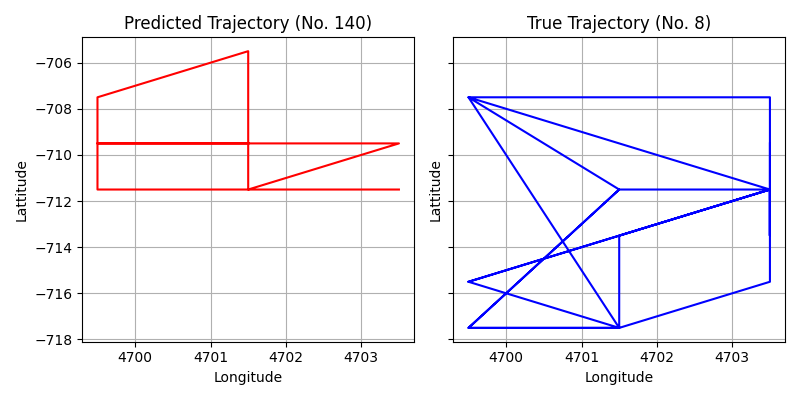 Predicted Trajectory (No. 140)
True Trajectory (No. 8)
−706
−708
−710
−712
−714
−716
−718
Lattitude
Lattitude
4700 4701 4702 4703
4700 4701 4702 4703
Longitude
Longitude